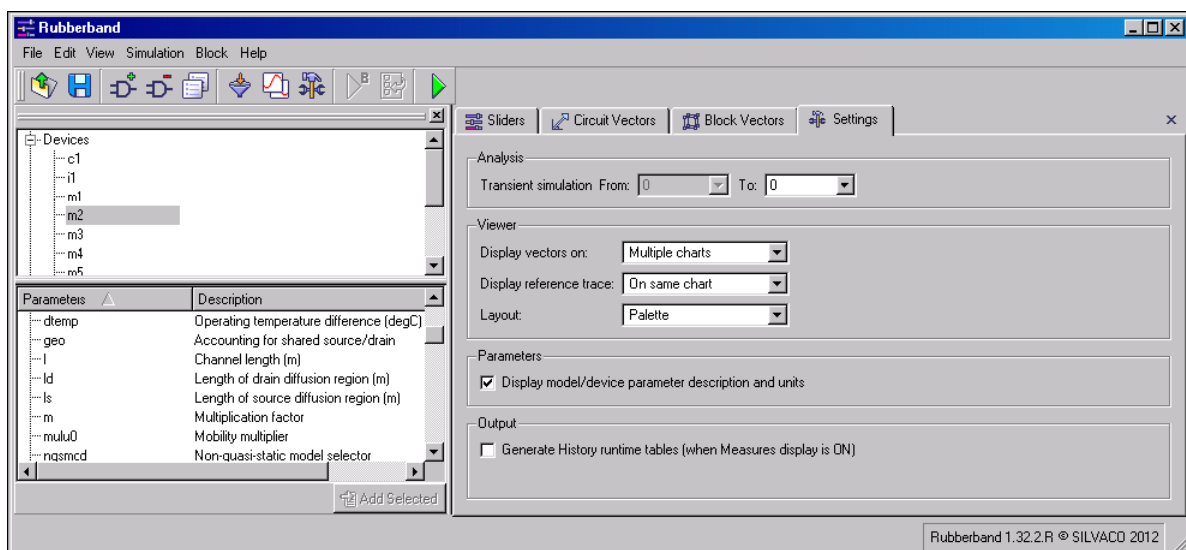 Rubberband
File Edit View Simulation Block Help
B
Devices
c1
i1
m1
m2
m3
m4
m5
Parameters Description
dtemp Operating temperature difference (degC)
geo Accounting for shared source/drain
l Channel length (m)
ld Length of drain diffusion region (m)
ls Length of source diffusion region (m)
m Multiplication factor
mulu0 Mobility multiplier
nqsmod Non-quasi-static model selector
Add Selected
Sliders Circuit Vectors Block Vectors Settings
Analysis
Transient simulation From: 0 To: 0
Viewer
Display vectors on: Multiple charts
Display reference trace: On same chart
Layout: Palette
Parameters
Display model/device parameter description and units
Output
Generate History runtime tables (when Measures display is ON)
Rubberband 1.32.2.R © SILVACO 2012